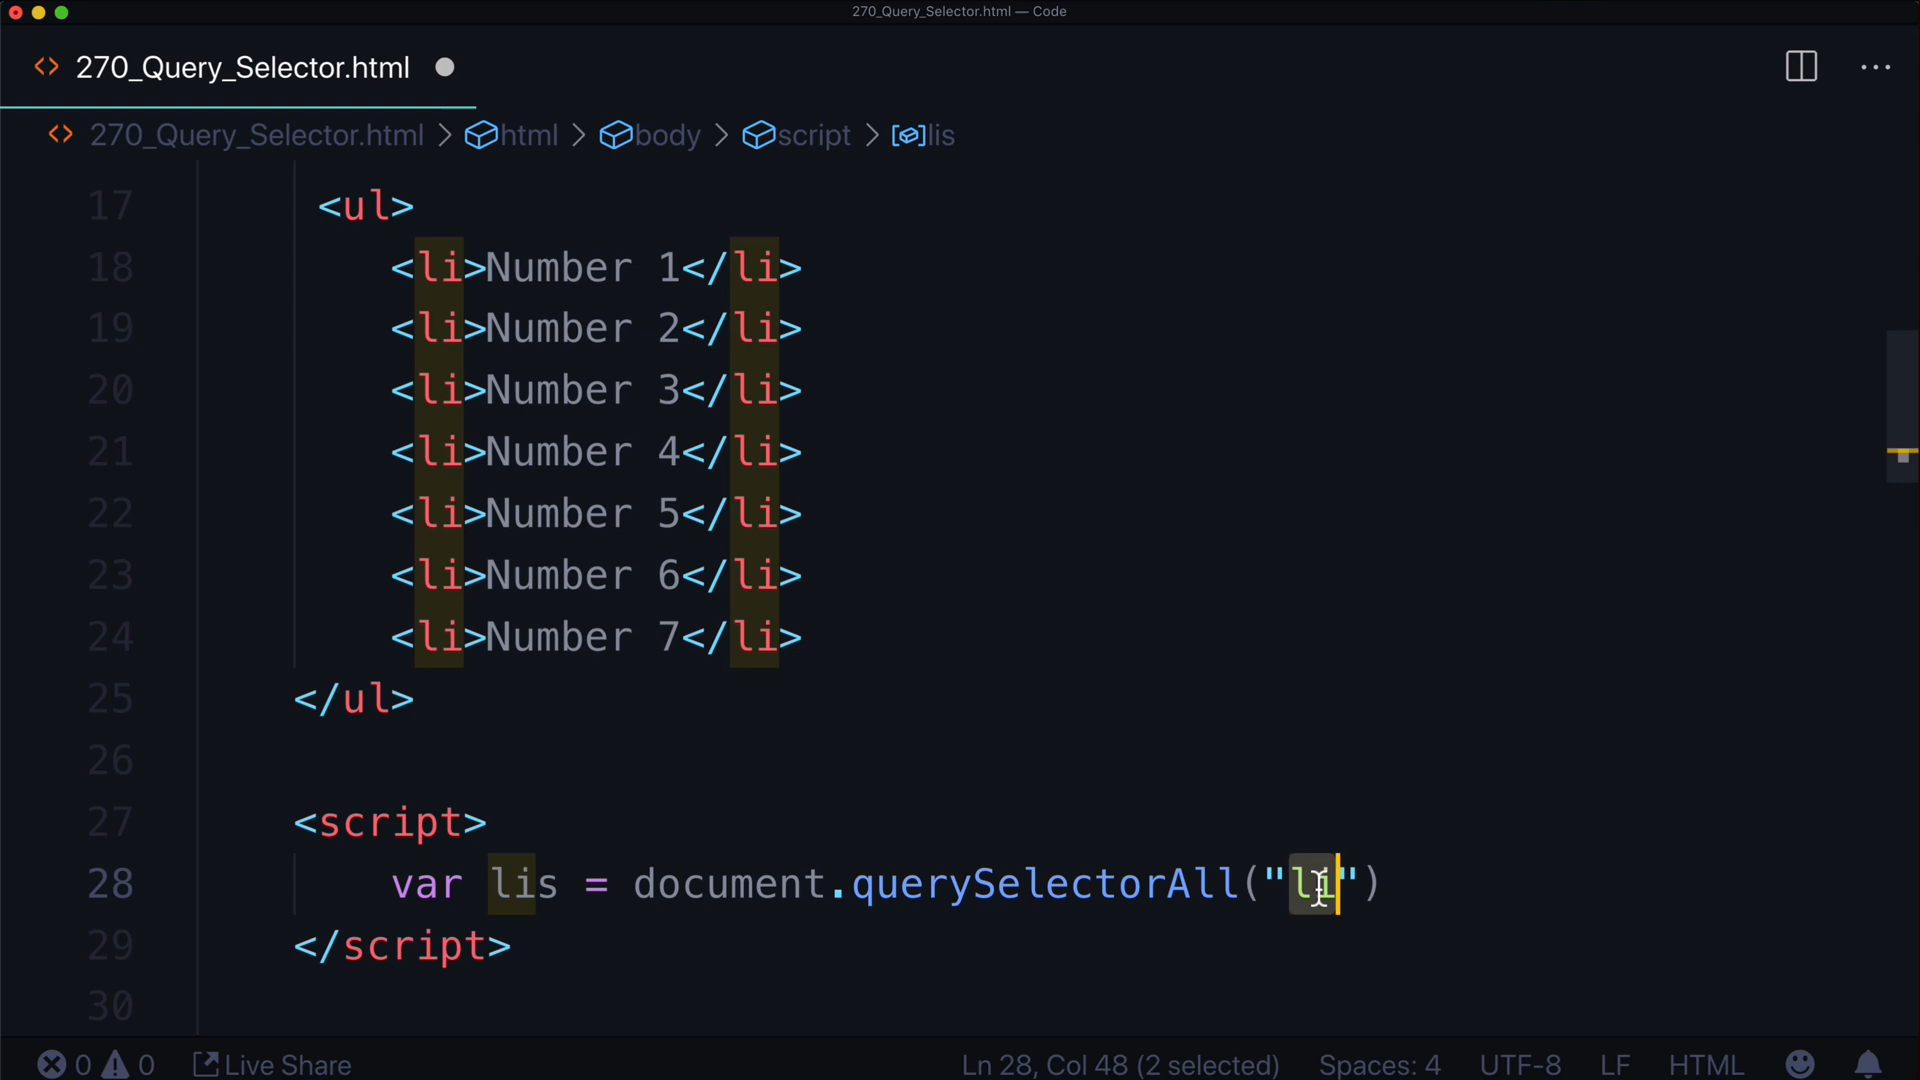 270_Query_Selector.html — Code
270_Query_Selector.html
270_Query_Selector.html > html > body > script > lis
17 <ul>
18 <li>Number 1</li>
19 <li>Number 2</li>
20 <li>Number 3</li>
21 <li>Number 4</li>
22 <li>Number 5</li>
23 <li>Number 6</li>
24 <li>Number 7</li>
25 </ul>
26
27 <script>
28 var lis = document.querySelectorAll("li")
29 </script>
30
0 0 Live Share Ln 28, Col 48 (2 selected) Spaces: 4 UTF-8 LF HTML